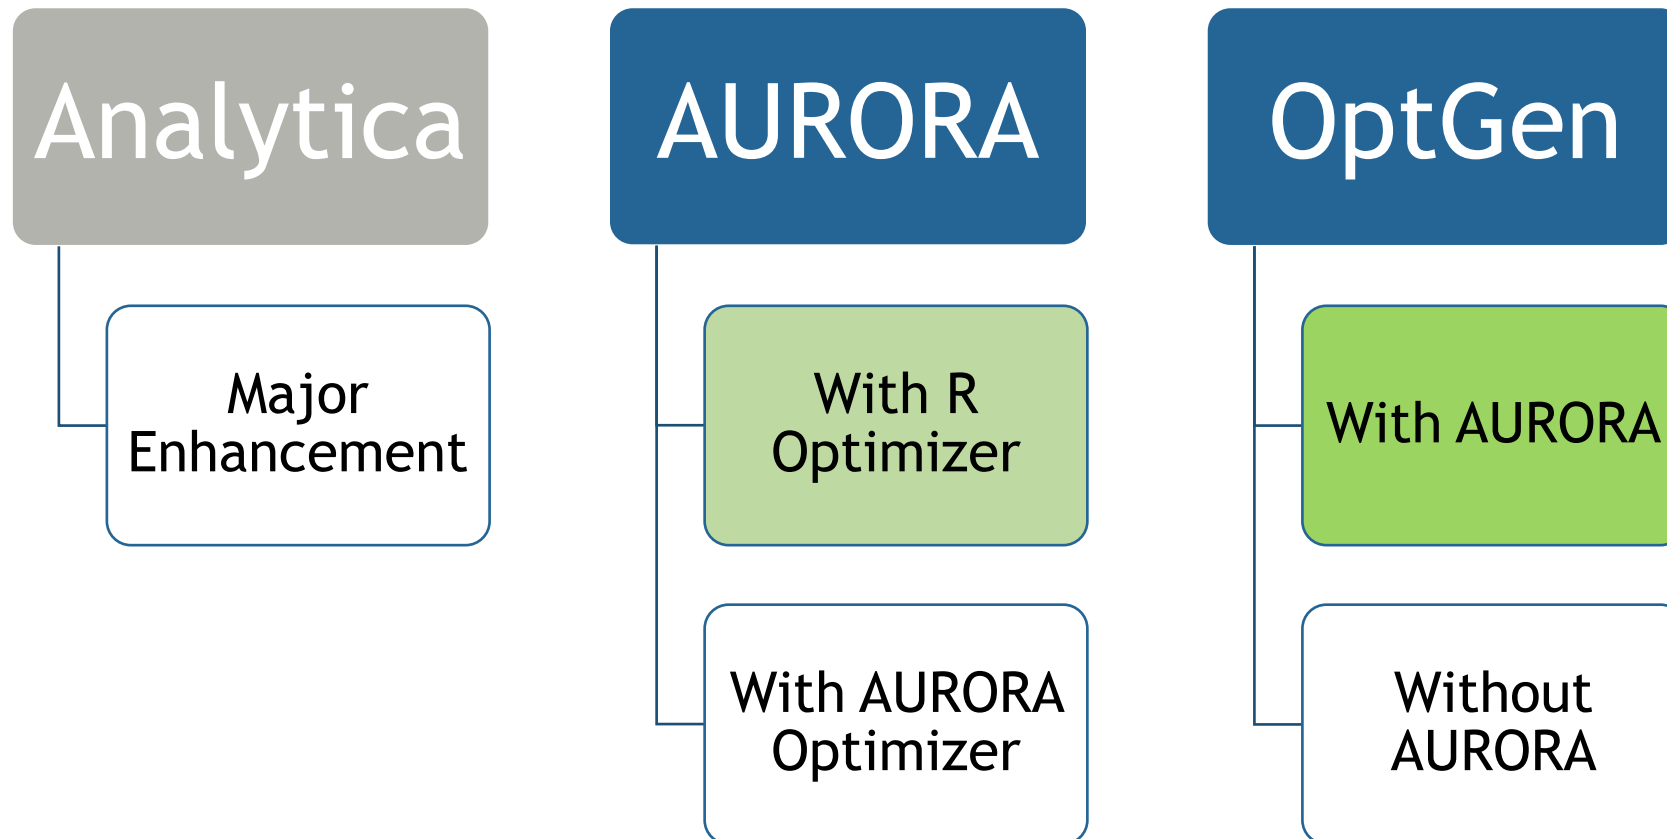 Analytica
Major
Enhancement
AURORA
With R
Optimizer
With AURORA
Optimizer
OptGen
With AURORA
Without
AURORA